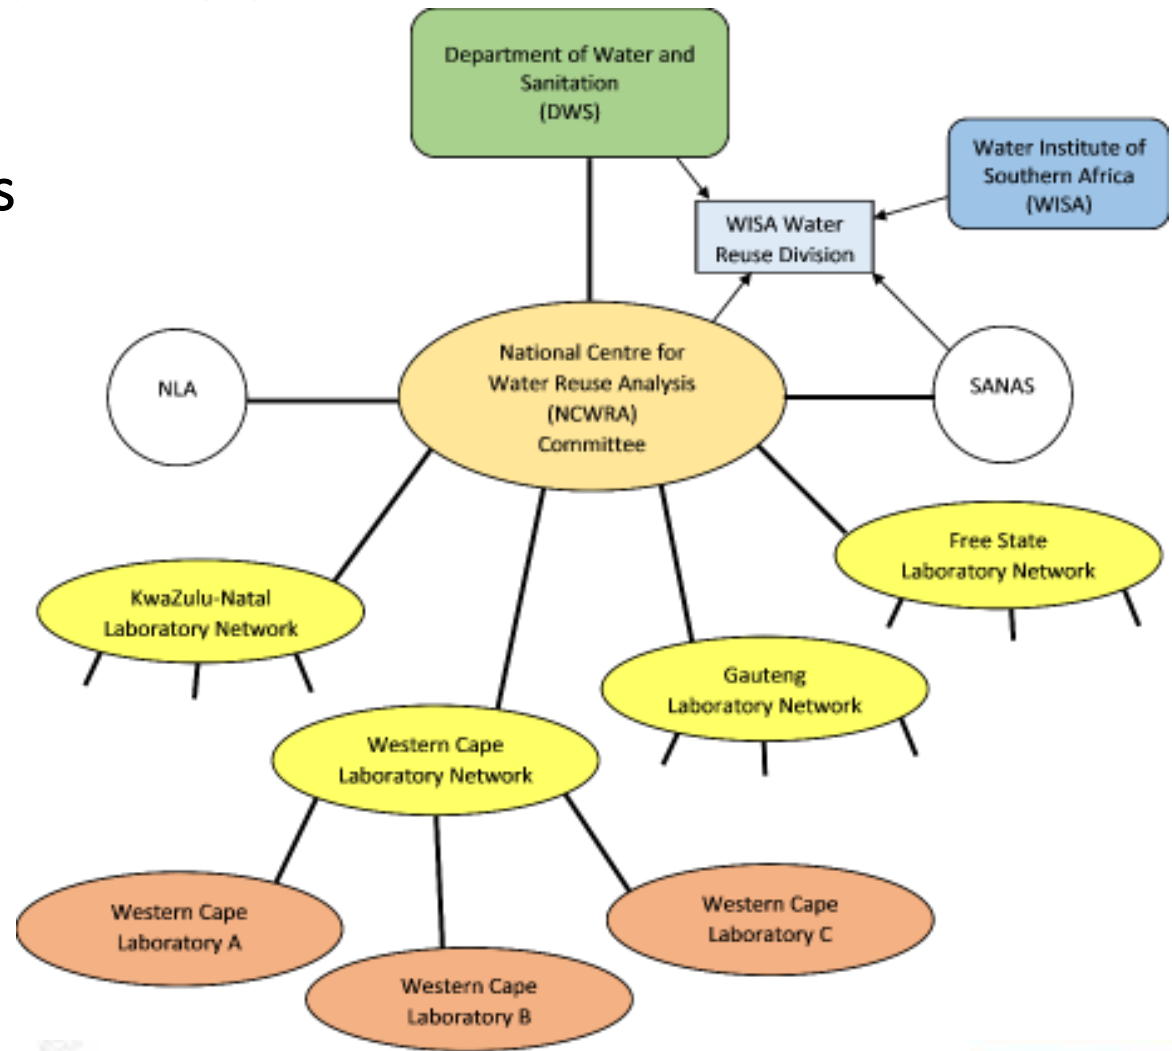 Department of Water and
Sanitation
(DWS)
Water Institute of
Southern Africa
(WISA)
s
WISA Water
Reuse Division
National Centre for
Water Reuse Analysis
(NCWRA)
Committee
NLA
SANAS
Free State
Laboratory Network
KwaZulu-Natal
Laboratory Network
Gauteng
Laboratory Network
Western Cape
Laboratory Network
Western Cape
Laboratory A
Western Cape
Laboratory C
Western Cape
Laboratory B